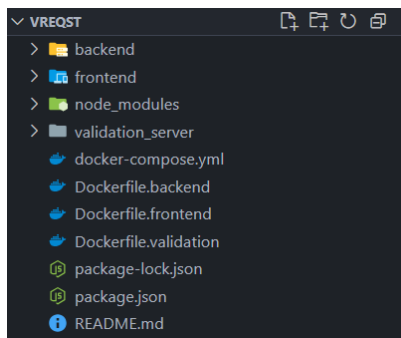 VREQST
backend
frontend
node_modules
validation_server
docker-compose.yml
Dockerfile.backend
Dockerfile.frontend
Dockerfile.validation
package-lock.json
package.json
README.md